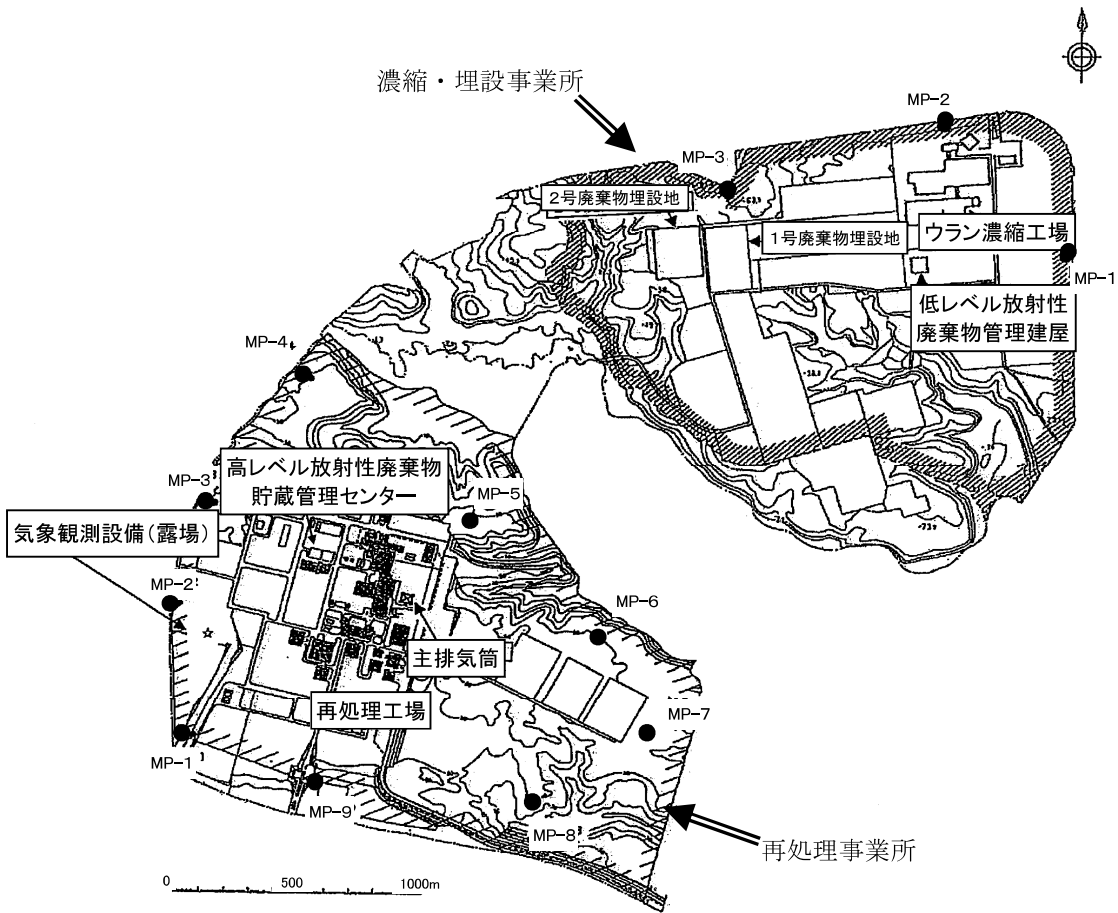 濃縮・埋設事業所
MP-2
MP-3
2号廃棄物埋設地
1号廃棄物埋設地
ウラン濃縮工場
MP-1
低レベル放射性
廃棄物管理建屋
MP-4
高レベル放射性廃棄物
貯蔵管理センター
MP-3
MP-5
気象観測設備(露場)
MP-2
MP-6
主排気筒
再処理工場
MP-7
MP-1
MP-9
MP-8
再処理事業所
0
500
1000m